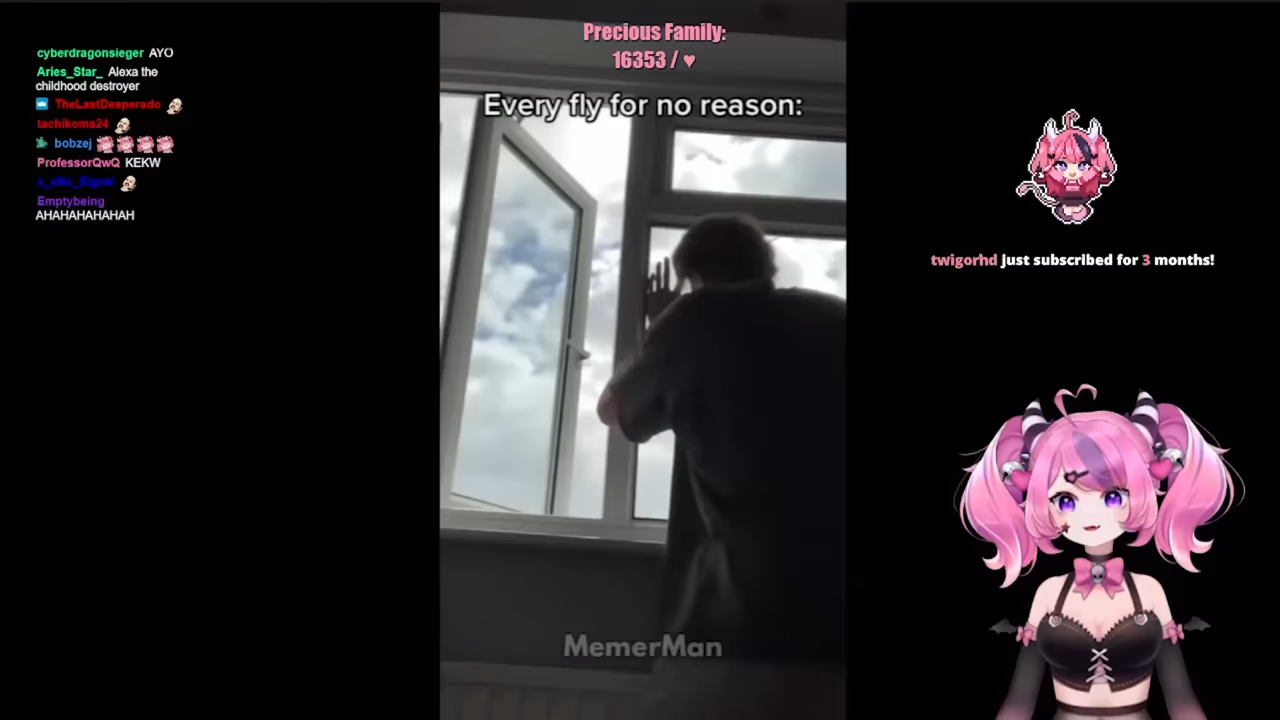 Precious Family:
16353 / ♥
cyberdragonsieger AYO
Aries_Star_ Alexa the
childhood destroyer
TheLastDesperado
tachikoma24
bobzej
ProfessorQwQ KEKW
Emptybeing
AHAHAHAHAHAH
Every fly for no reason:
MemerMan
twigorhd just subscribed for 3 months!